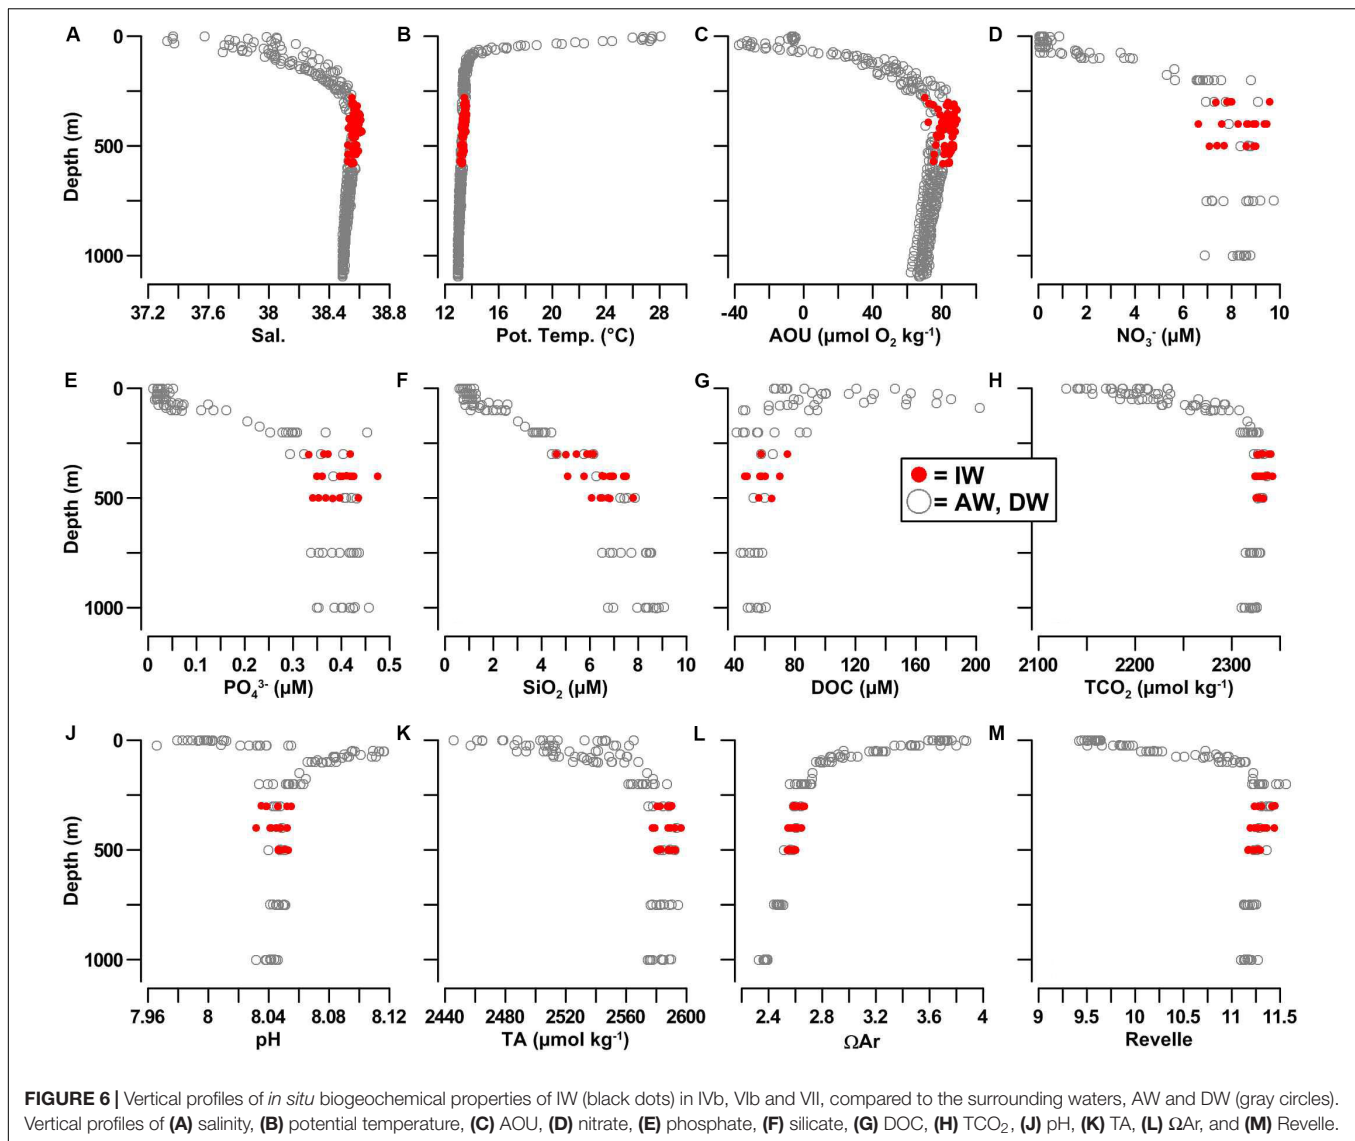 A
B
C
D
0
500
1000
Depth (m)
37.2 37.6 38 38.4 38.8
Sal.
12 16 20 24 28
Pot. Temp. (°C)
-40 0 40 80 120
AOU (µmol O₂ kg⁻¹)
0 2 4 6 8 10
NO₃⁻ (µM)
E
F
G
H
0
500
1000
Depth (m)
= IW
= AW, DW
0 0.1 0.2 0.3 0.4 0.5
PO₄³⁻ (µM)
0 2 4 6 8 10
SiO₂ (µM)
40 80 120 160 200
DOC (µM)
2100 2200 2300
TCO₂ (µmol kg⁻¹)
J
K
L
M
0
500
1000
Depth (m)
7.96 8 8.04 8.08 8.12
pH
2440 2480 2520 2560 2600
TA (µmol kg⁻¹)
2.4 2.8 3.2 3.6 4
ΩAr
9 9.5 10 10.5 11 11.5
Revelle
FIGURE 6 | Vertical profiles of in situ biogeochemical properties of IW (black dots) in IVb, VIb and VII, compared to the surrounding waters, AW and DW (gray circles).
Vertical profiles of (A) salinity, (B) potential temperature, (C) AOU, (D) nitrate, (E) phosphate, (F) silicate, (G) DOC, (H) TCO₂, (J) pH, (K) TA, (L) ΩAr, and (M) Revelle.